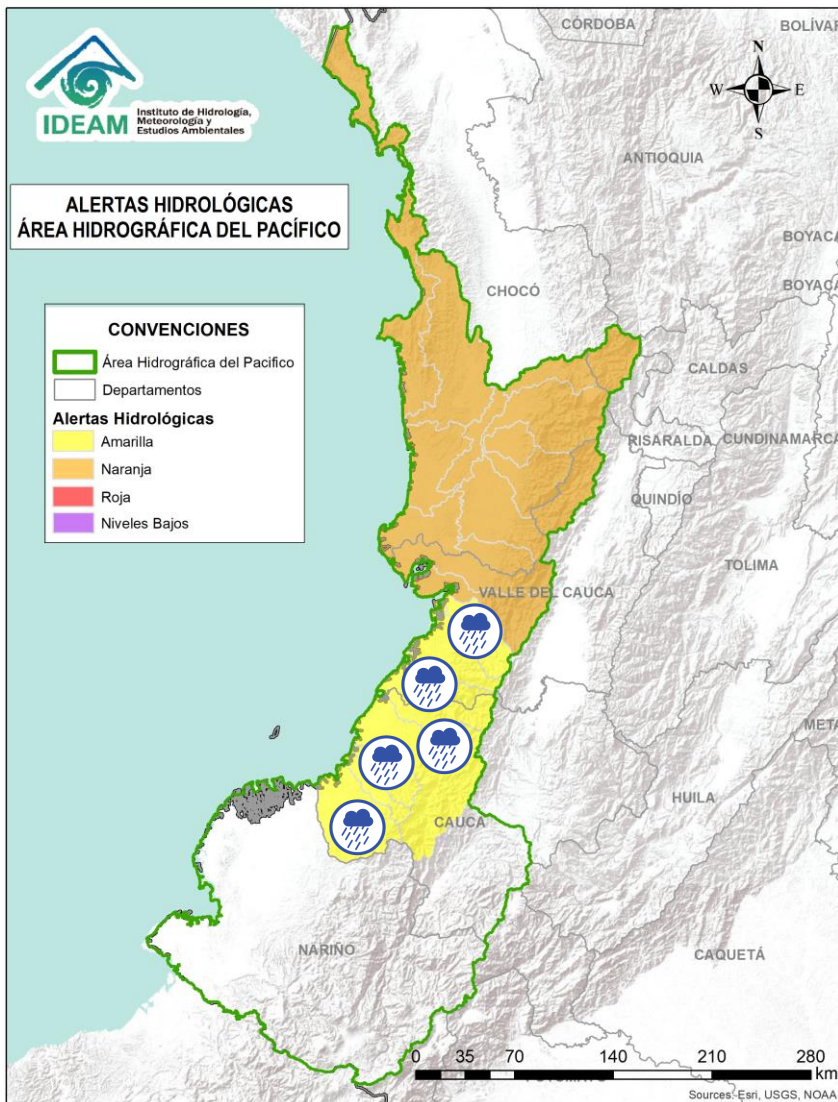 CÓRDOBA
BOLÍVAR
N
W E
S
IDEAM
Instituto de Hidrología,
Meteorología y
Estudios Ambientales
ANTIOQUIA
ALERTAS HIDROLÓGICAS
ÁREA HIDROGRÁFICA DEL PACÍFICO
BOYACA
BOYACA
CHOCÓ
CONVENCIONES
Área Hidrográfica del Pacifico
Departamentos
Alertas Hidrológicas
Amarilla
Naranja
Roja
Niveles Bajos
CALDAS
RISARALDA
CUNDINAMARCA
QUINDÍO
TOLIMA
VALLE DEL CAUCA
META
HUILA
CAUCA
NARIÑO
CAQUETÁ
0 35 70 140 210 280
km
Sources: Esri, USGS, NOAA